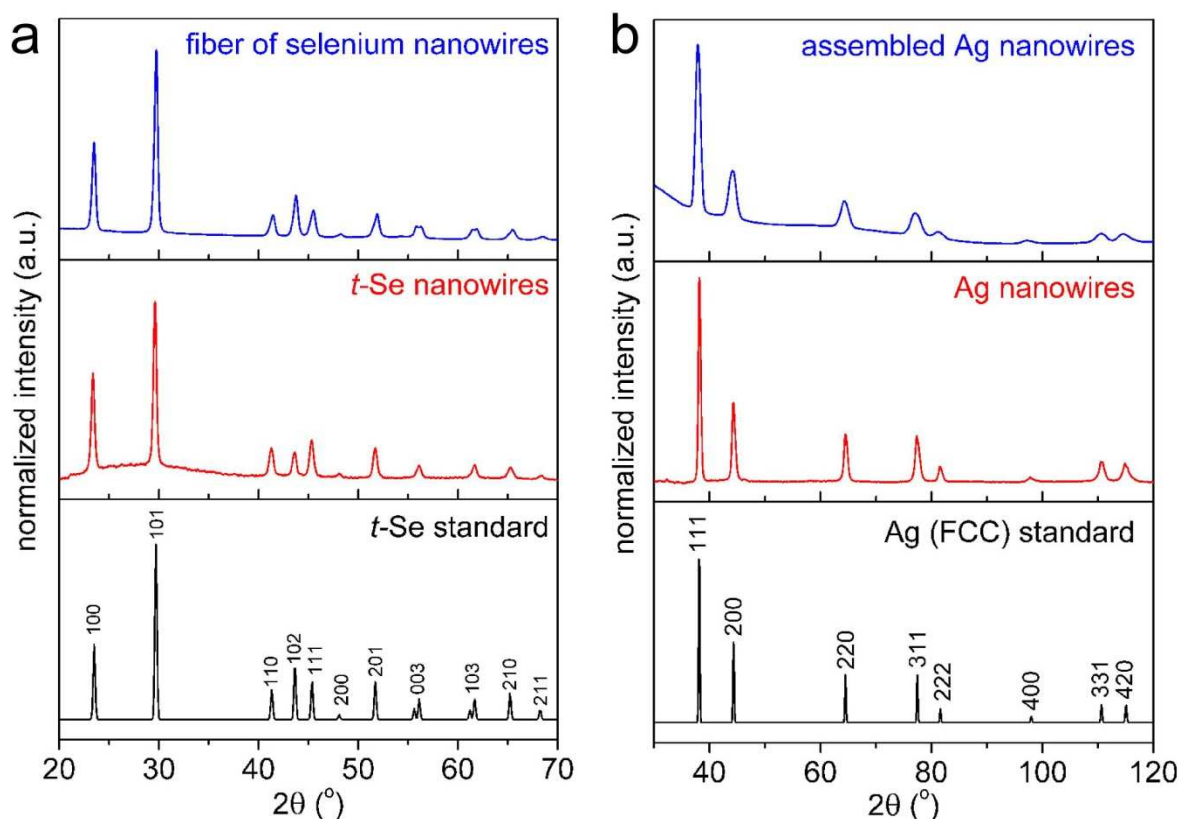 a
fiber of selenium nanowires
t-Se nanowires
t-Se standard
100
101
110
102
111
200
201
003
103
210
211
20 30 40 50 60 70
2θ (°)
normalized intensity (a.u.)
b
assembled Ag nanowires
Ag nanowires
Ag (FCC) standard
111
200
220
311
222
400
331
420
40 60 80 100 120
2θ (°)
normalized intensity (a.u.)